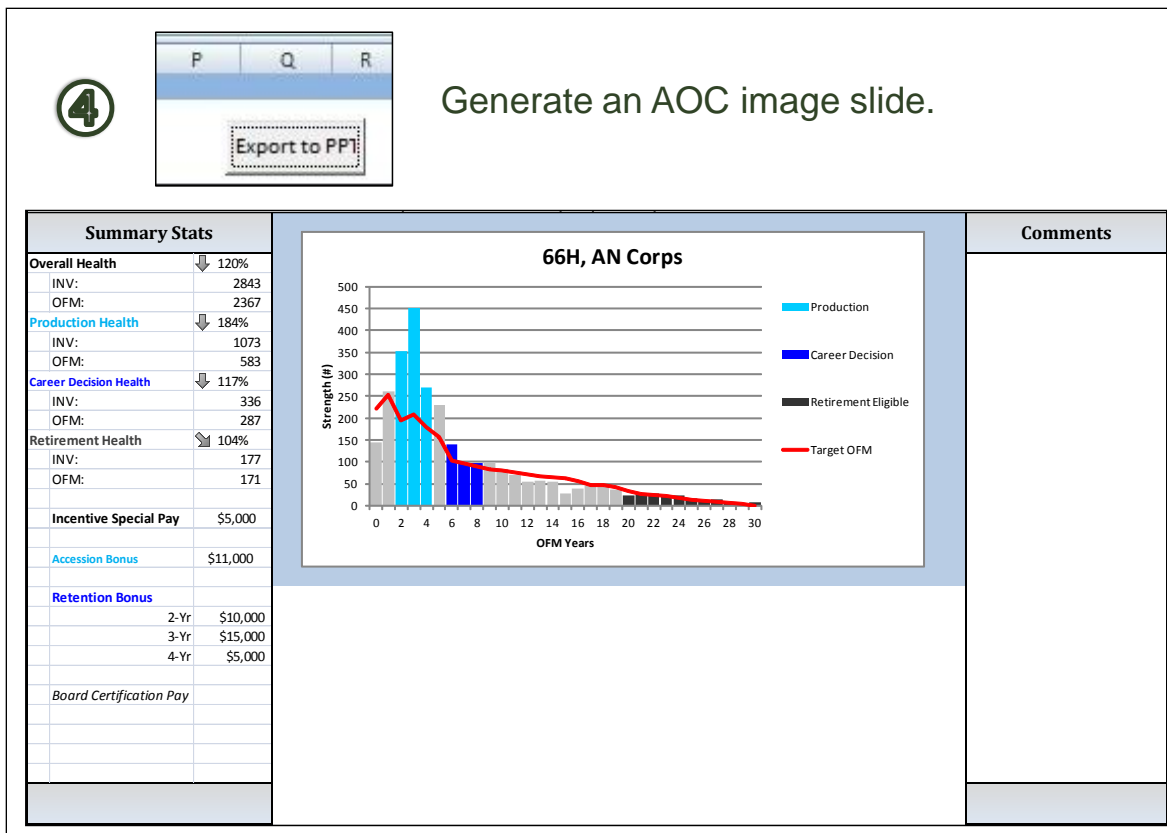 ④
P Q R
Export to PPT
Generate an AOC image slide.
Summary Stats
Overall Health 120%
INV: 2843
OFM: 2367
Production Health 184%
INV: 1073
OFM: 583
Career Decision Health 117%
INV: 336
OFM: 287
Retirement Health 104%
INV: 177
OFM: 171
Incentive Special Pay $5,000
Accession Bonus $11,000
Retention Bonus
2-Yr $10,000
3-Yr $15,000
4-Yr $5,000
Board Certification Pay
66H, AN Corps
Strength (#)
500
450
400
350
300
250
200
150
100
50
0
0 2 4 6 8 10 12 14 16 18 20 22 24 26 28 30
OFM Years
Production
Career Decision
Retirement Eligible
Target OFM
Comments